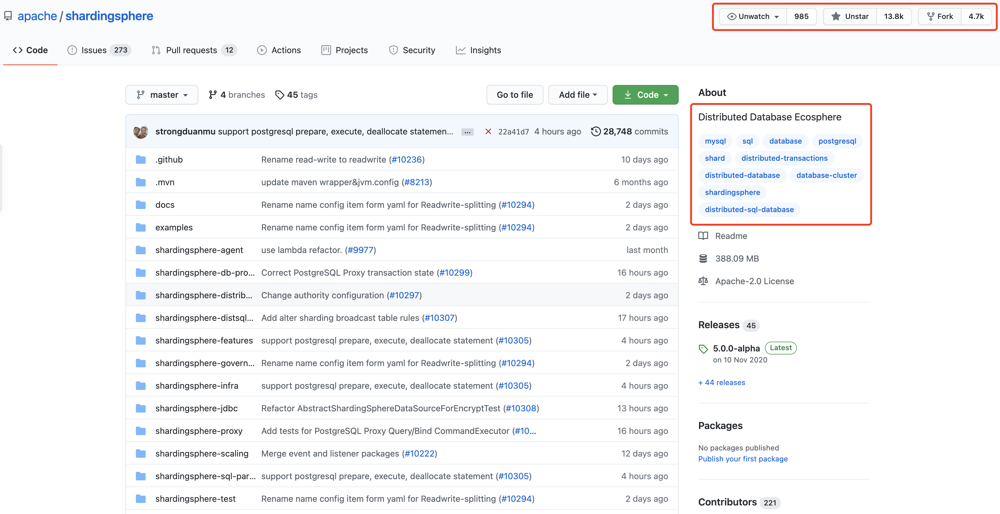 apache / shardingsphere
Unwatch 985 Unstar 13.8k Fork 4.7k
Code Issues 273 Pull requests 12 Actions Projects Security Insights
master 4 branches 45 tags Go to file Add file Code
strongduanmu support postgresql prepare, execute, deallocate statemen... ... 22a41d7 4 hours ago 28,748 commits
.github Rename read-write to readwrite (#10236) 10 days ago
.mvn update maven wrapper&jvm.config (#8213) 6 months ago
docs Rename name config item form yaml for Readwrite-splitting (#10294) 2 days ago
examples Rename name config item form yaml for Readwrite-splitting (#10294) 2 days ago
shardingsphere-agent use lambda refactor. (#9977) last month
shardingsphere-db-pro... Correct PostgreSQL Proxy transaction state (#10299) 16 hours ago
shardingsphere-distrib... Change authority configuration (#10297) 2 days ago
shardingsphere-distsql... Add alter sharding broadcast table rules (#10307) 17 hours ago
shardingsphere-features support postgresql prepare, execute, deallocate statement (#10305) 4 hours ago
shardingsphere-govern... Rename name config item form yaml for Readwrite-splitting (#10294) 2 days ago
shardingsphere-infra support postgresql prepare, execute, deallocate statement (#10305) 4 hours ago
shardingsphere-jdbc Refactor AbstractShardingSphereDataSourceForEncryptTest (#10308) 13 hours ago
shardingsphere-proxy Add tests for PostgreSQL Proxy Query/Bind CommandExecutor (#10... 16 hours ago
shardingsphere-scaling Merge event and listener packages (#10222) 12 days ago
shardingsphere-sql-par... support postgresql prepare, execute, deallocate statement (#10305) 4 hours ago
shardingsphere-test Rename name config item form yaml for Readwrite-splitting (#10294) 2 days ago
About
Distributed Database Ecosphere
mysql sql database postgresql
shard distributed-transactions
distributed-database database-cluster
shardingsphere
distributed-sql-database
Readme
388.09 MB
Apache-2.0 License
Releases 45
5.0.0-alpha Latest
on 10 Nov 2020
+ 44 releases
Packages
No packages published
Publish your first package
Contributors 221